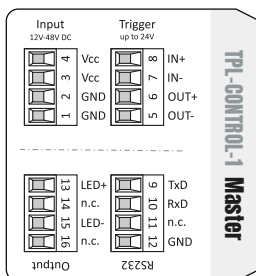 Input
12V-48V DC
Trigger
up to 24V
4 Vcc
3 Vcc
2 GND
1 GND
8 IN+
7 IN-
6 OUT+
5 OUT-
13 LED+
14 n.c.
15 LED-
16 n.c.
Output
9 TxD
10 RxD
11 n.c.
12 GND
RS232
TPL-CONTROL-1 Master